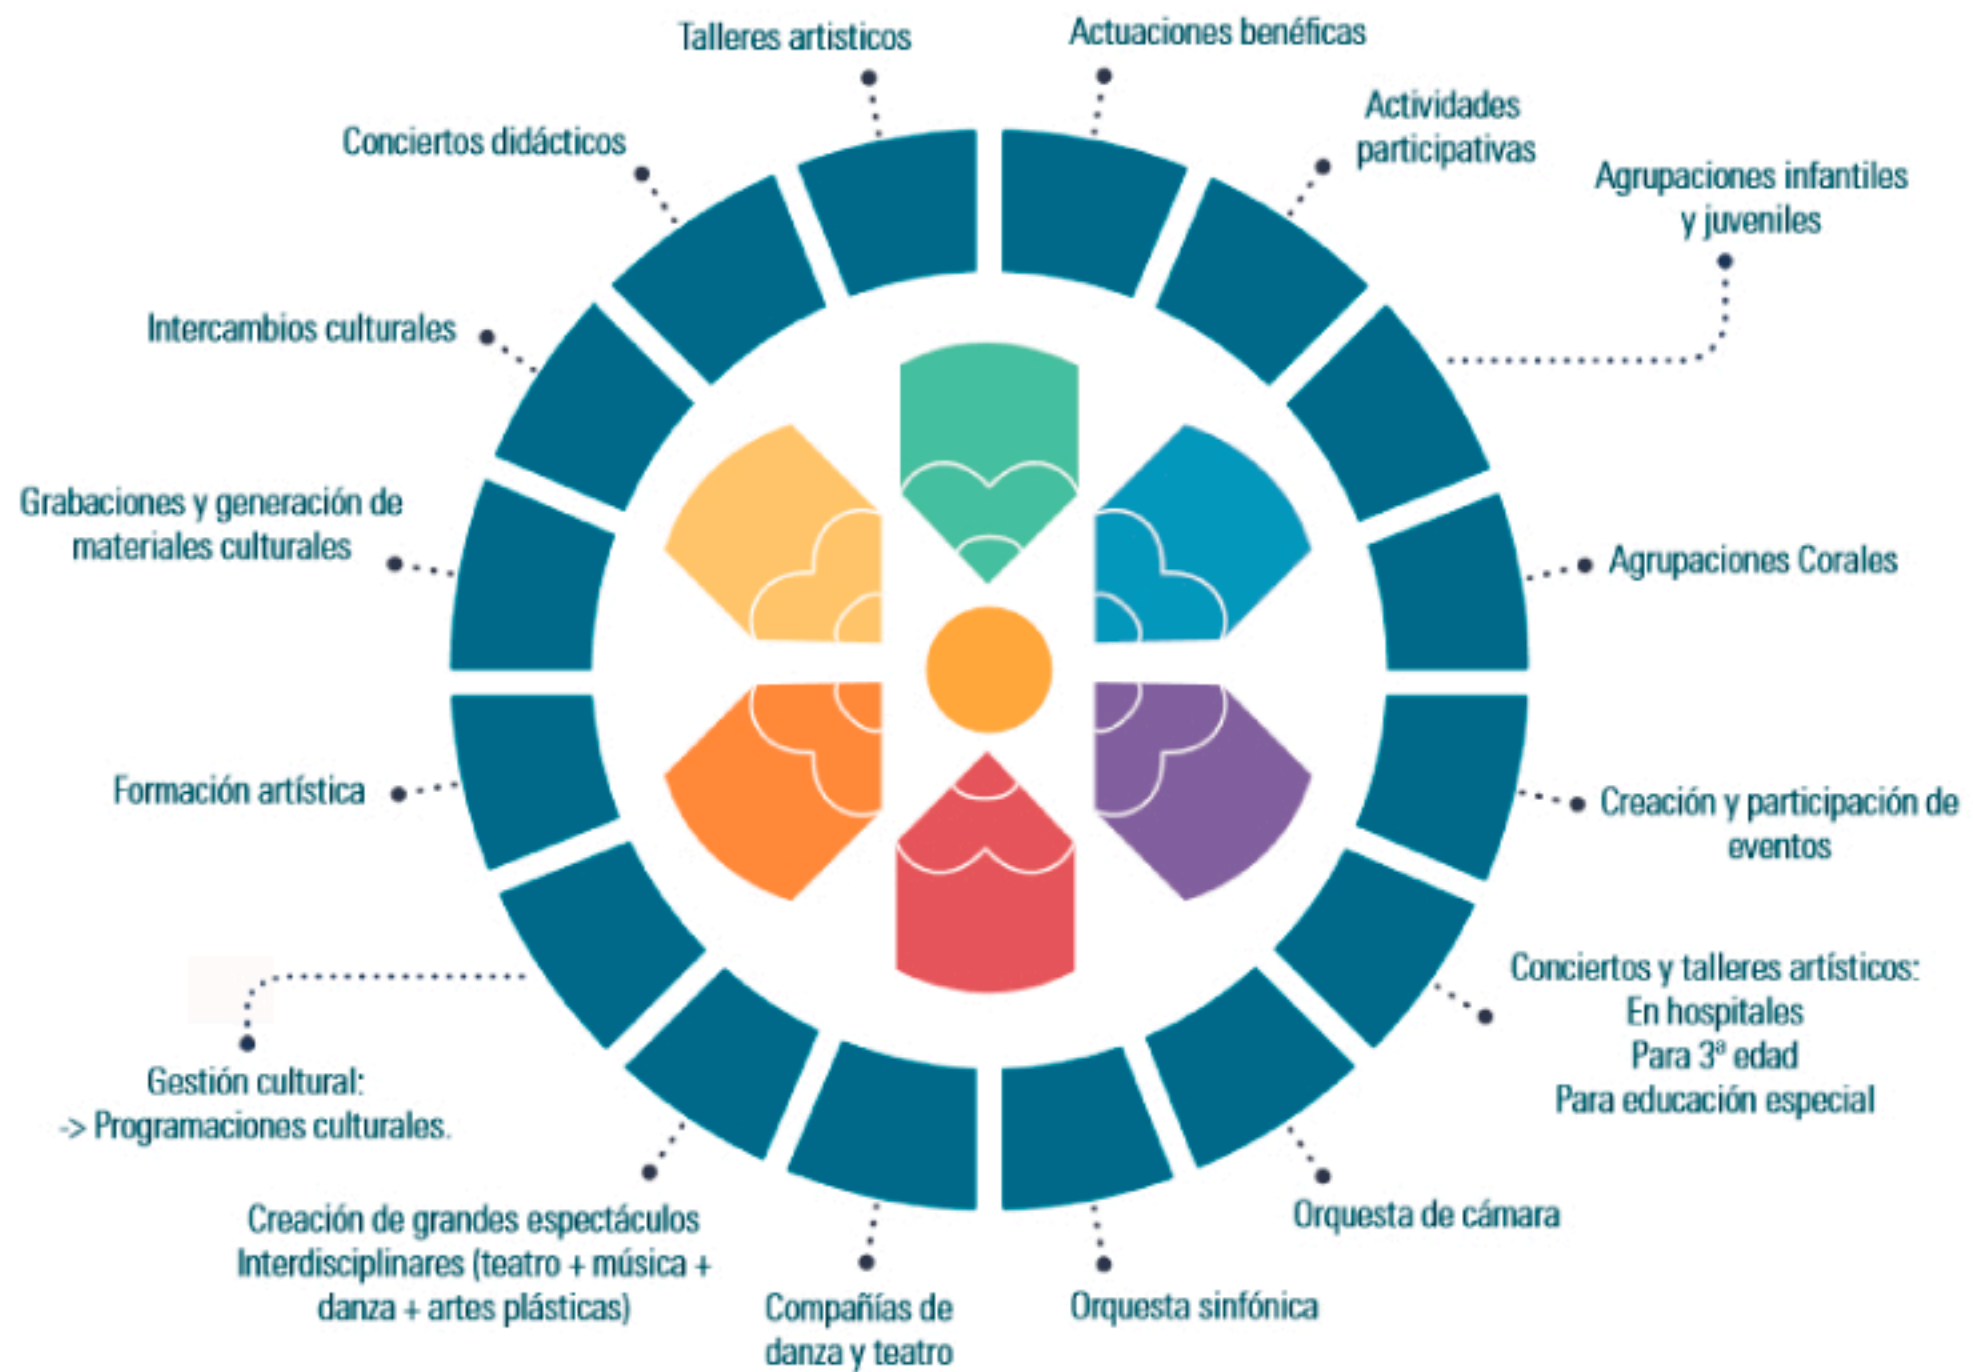 Talleres artisticos
Actuaciones benéficas
Actividades
participativas
Agrupaciones infantiles
y juveniles
Agrupaciones Corales
Creación y participación de
eventos
Conciertos y talleres artísticos:
En hospitales
Para 3ª edad
Para educación especial
Orquesta de cámara
Orquesta sinfónica
Compañías de
danza y teatro
Creación de grandes espectáculos
Interdisciplinares (teatro + música +
danza + artes plásticas)
Gestión cultural:
-> Programaciones culturales.
Formación artística
Grabaciones y generación de
materiales culturales
Intercambios culturales
Conciertos didácticos